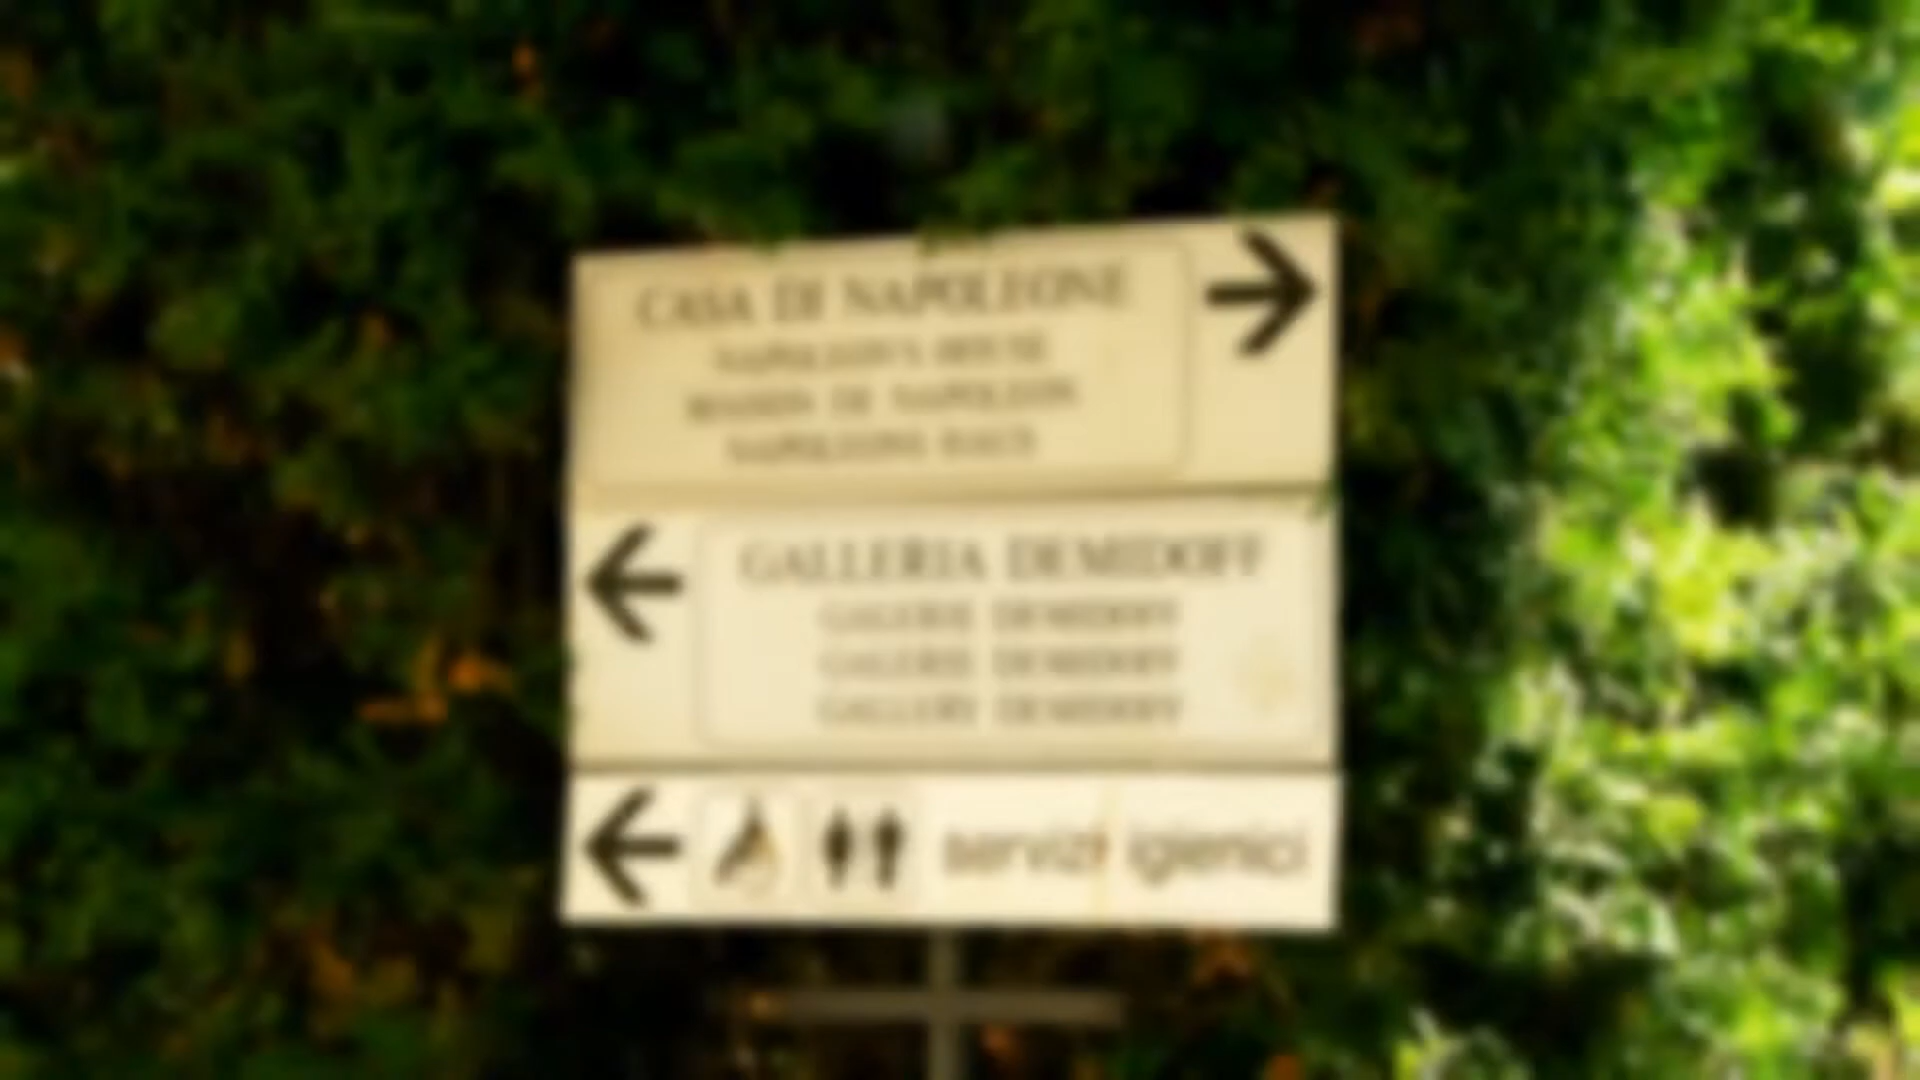 CASA DI NAPOLEONE
NAPOLEON'S HOUSE
MAISON DE NAPOLEON
NAPOLEONS HAUS
GALLERIA DEMIDOFF
GALERIE DEMIDOFF
GALERIE DEMIDOFF
GALLERY DEMIDOFF
servizi igienici